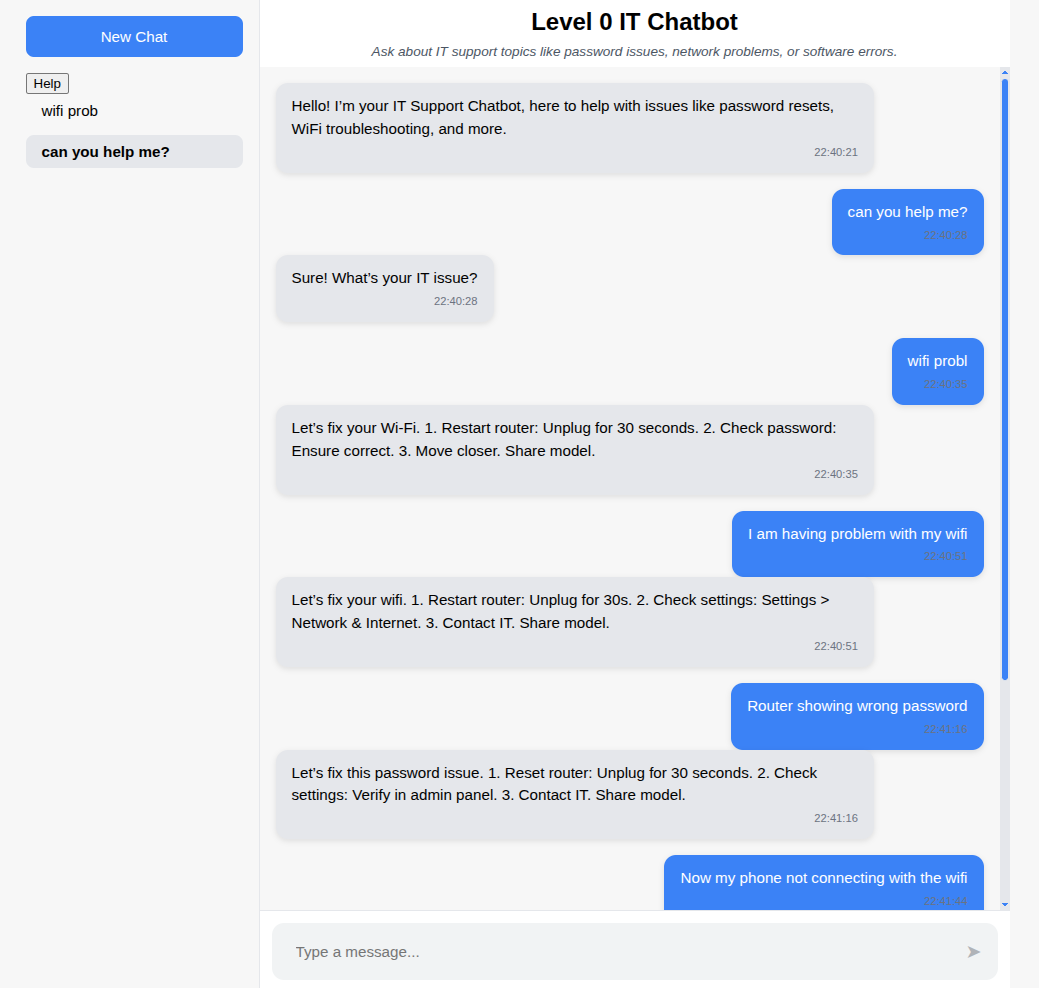 New Chat
Help
wifi prob
can you help me?
Level 0 IT Chatbot
Ask about IT support topics like password issues, network problems, or software errors.
Hello! I’m your IT Support Chatbot, here to help with issues like password resets,
WiFi troubleshooting, and more.
22:40:21
can you help me?
22:40:28
Sure! What’s your IT issue?
22:40:28
wifi probl
22:40:35
Let’s fix your Wi-Fi. 1. Restart router: Unplug for 30 seconds. 2. Check password:
Ensure correct. 3. Move closer. Share model.
22:40:35
I am having problem with my wifi
22:40:51
Let’s fix your wifi. 1. Restart router: Unplug for 30s. 2. Check settings: Settings >
Network & Internet. 3. Contact IT. Share model.
22:40:51
Router showing wrong password
22:41:16
Let’s fix this password issue. 1. Reset router: Unplug for 30 seconds. 2. Check
settings: Verify in admin panel. 3. Contact IT. Share model.
22:41:16
Now my phone not connecting with the wifi
22:41:44
Type a message...